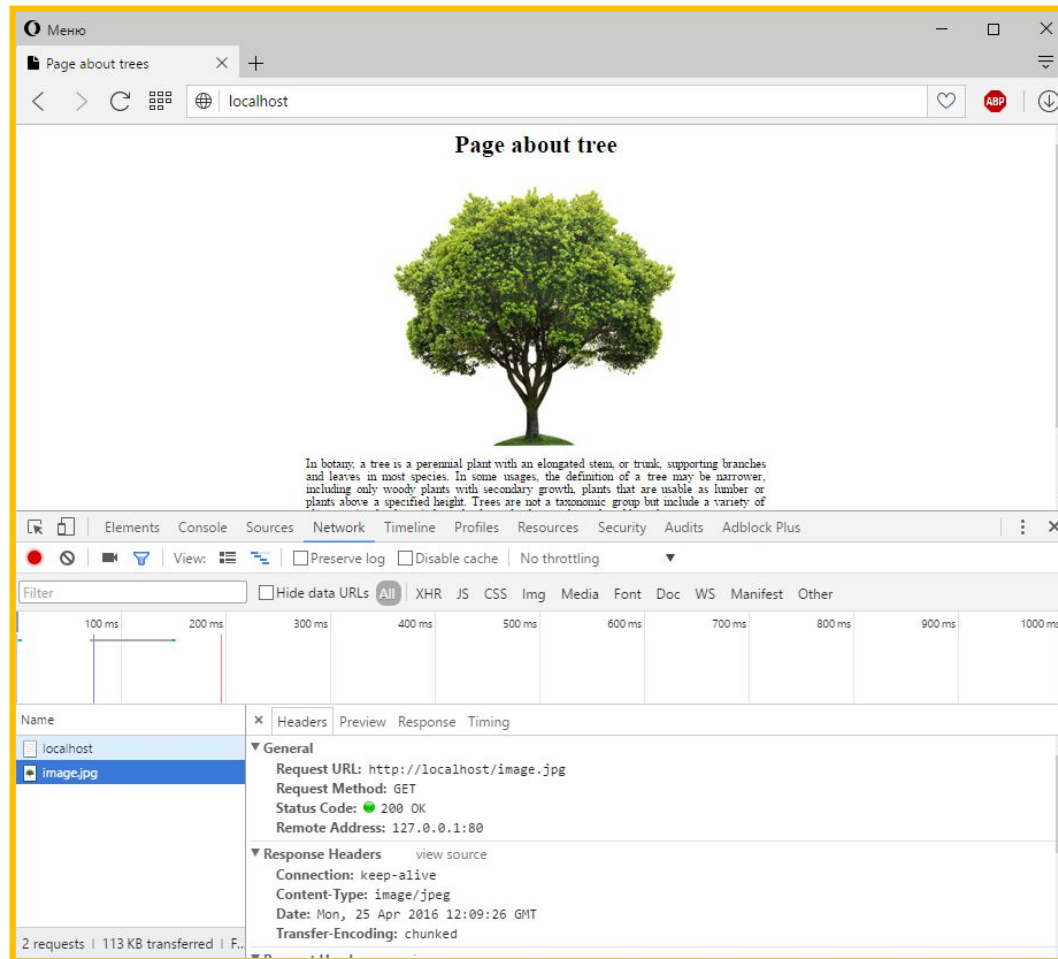 Меню
Page about trees
localhost
ABP
Page about tree
In botany, a tree is a perennial plant with an elongated stem, or trunk, supporting branches
and leaves in most species. In some usages, the definition of a tree may be narrower,
including only woody plants with secondary growth, plants that are usable as lumber or
plants above a specified height. Trees are not a taxonomic group but include a variety of
Elements Console Sources Network Timeline Profiles Resources Security Audits Adblock Plus
View: Preserve log Disable cache No throttling
Filter Hide data URLs All XHR JS CSS Img Media Font Doc WS Manifest Other
100 ms 200 ms 300 ms 400 ms 500 ms 600 ms 700 ms 800 ms 900 ms 1000 ms
Name × Headers Preview Response Timing
localhost
image.jpg
General
Request URL: http://localhost/image.jpg
Request Method: GET
Status Code: 200 OK
Remote Address: 127.0.0.1:80
Response Headers view source
Connection: keep-alive
Content-Type: image/jpeg
Date: Mon, 25 Apr 2016 12:09:26 GMT
Transfer-Encoding: chunked
2 requests | 113 KB transferred | F...